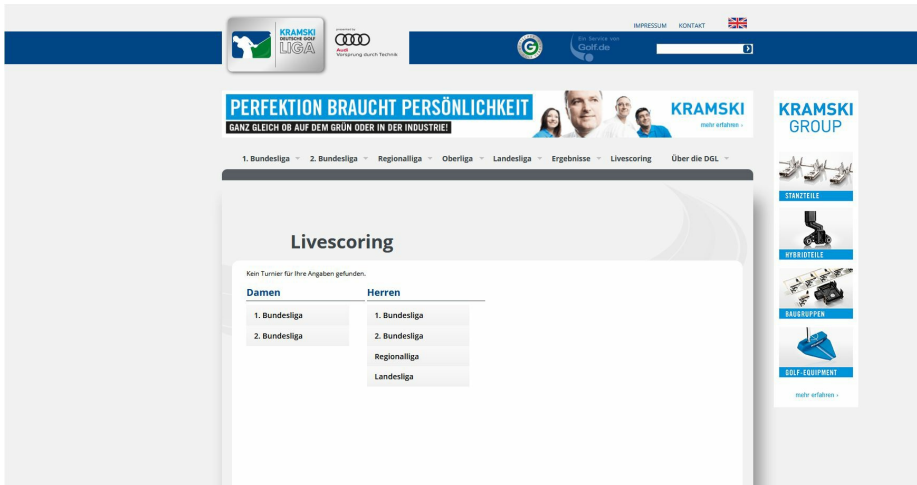 IMPRESSUM KONTAKT
KRAMSKI
DEUTSCHE GOLF
LIGA
Audi
Vorsprung durch Technik
Ein Service von
Golf.de
PERFEKTION BRAUCHT PERSÖNLICHKEIT
GANZ GLEICH OB AUF DEM GRÜN ODER IN DER INDUSTRIE!
KRAMSKI
mehr erfahren ›
1. Bundesliga 2. Bundesliga Regionalliga Oberliga Landesliga Ergebnisse Livescoring Über die DGL
Livescoring
Kein Turnier für Ihre Angaben gefunden.
Damen Herren
1. Bundesliga 1. Bundesliga
2. Bundesliga 2. Bundesliga
Regionalliga
Landesliga
KRAMSKI
GROUP
STANZTEILE
HYBRIDTEILE
BAUGRUPPEN
GOLF-EQUIPMENT
mehr erfahren ›